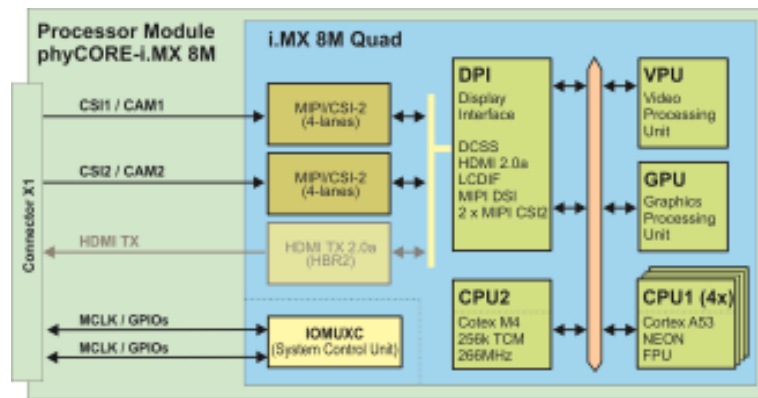 Processor Module
phyCORE-i.MX 8M
i.MX 8M Quad
Connector X1
CSI1 / CAM1
MIPI/CSI-2
(4-lanes)
CSI2 / CAM2
MIPI/CSI-2
(4-lanes)
HDMI TX
HDMI TX 2.0a
(HBR2)
MCLK / GPIOs
MCLK / GPIOs
IOMUXC
(System Control Unit)
DPI
Display
Interface
DCSS
HDMI 2.0a
LCDIF
MIPI DSI
2 x MIPI CSI2
CPU2
Cotex M4
256k TCM
266MHz
VPU
Video
Processing
Unit
GPU
Graphics
Processing
Unit
CPU1 (4x)
Cortex A53
NEON
FPU